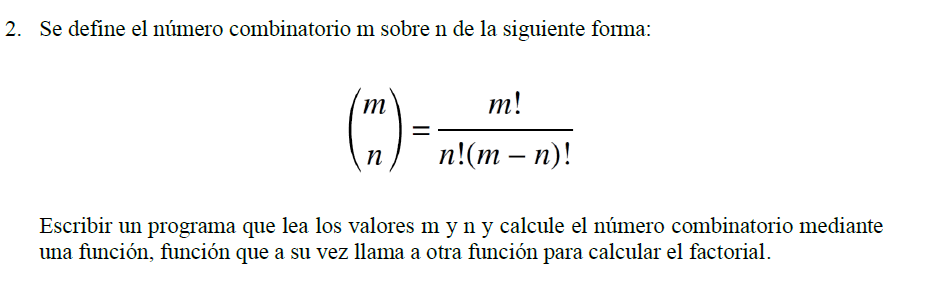 2. Se define el número combinatorio m sobre n de la siguiente forma:
(m n) = m! / n!(m – n)!
Escribir un programa que lea los valores m y n y calcule el número combinatorio mediante
una función, función que a su vez llama a otra función para calcular el factorial.